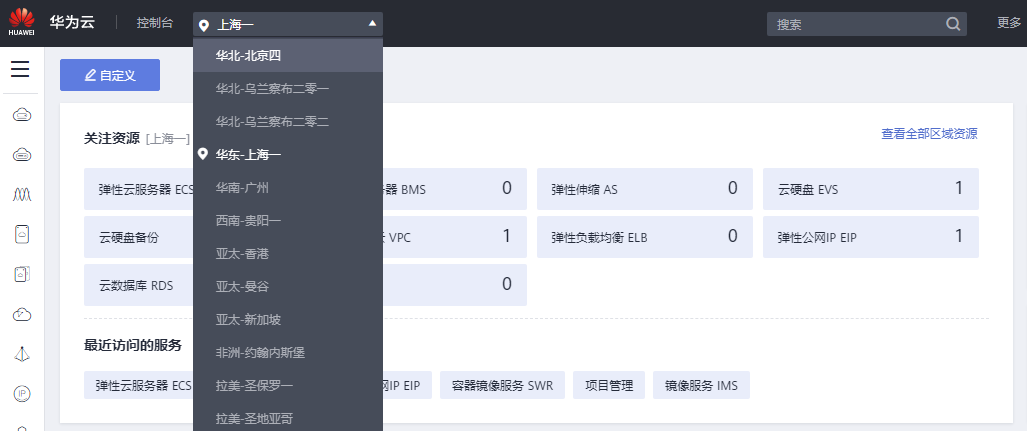 HUAWEI 华为云 控制台 上海一 搜索 更多
自定义
华北-北京四
华北-乌兰察布二零一
华北-乌兰察布二零二
华东-上海一
华南-广州
西南-贵阳一
亚太-香港
亚太-曼谷
亚太-新加坡
非洲-约翰内斯堡
拉美-圣保罗一
拉美-圣地亚哥
关注资源 [上海一] 查看全部区域资源
弹性云服务器 ECS
BMS 0
弹性伸缩 AS 0
云硬盘 EVS 1
云硬盘备份
VPC 1
弹性负载均衡 ELB 0
弹性公网IP EIP 1
云数据库 RDS
0
最近访问的服务
弹性云服务器 ECS
网IP EIP
容器镜像服务 SWR
项目管理
镜像服务 IMS
IP